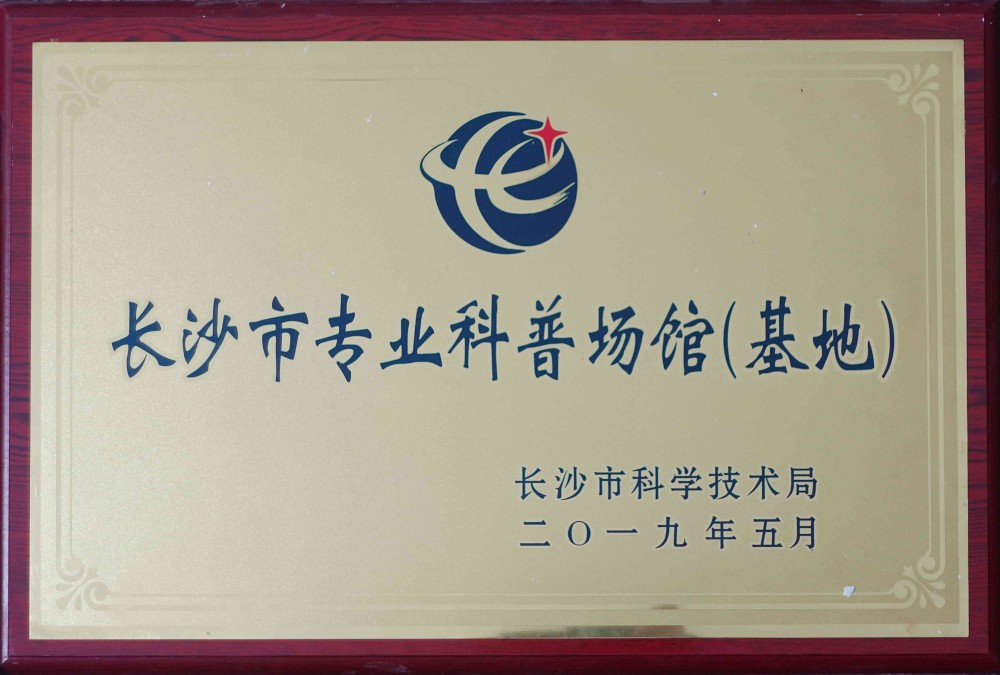 长沙市专业科普场馆(基地)
长沙市科学技术局
二〇一九年五月